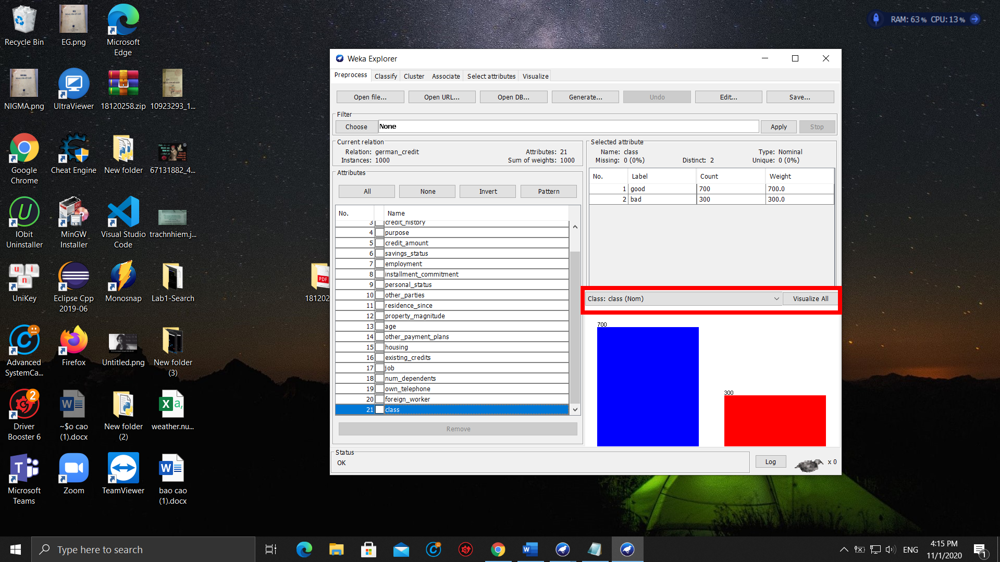 Recycle Bin
EG.png
Microsoft
Edge
NIGMA.png
UltraViewer
18120258.zip
10923293_1...
Google
Chrome
Cheat Engine
New folder
67131882_4...
IObit
Uninstaller
MinGW
Installer
Visual Studio
Code
trachnhiem.j...
UniKey
Eclipse Cpp
2019-06
Monosnap
Lab1-Search
PDF
181202
Advanced
SystemCa...
Firefox
Untitled.png
New folder
(3)
2
Driver
Booster 6
~$o cao
(1).docx
New folder
(2)
weather.nu...
Microsoft
Teams
Zoom
TeamViewer
bao cao
(1).docx
RAM: 63 % CPU: 13 %
Weka Explorer
Preprocess Classify Cluster Associate Select attributes Visualize
Open file... Open URL... Open DB... Generate... Undo Edit... Save...
Filter
Choose None Apply Stop
Current relation
Relation: german_credit Attributes: 21
Instances: 1000 Sum of weights: 1000
Attributes
All None Invert Pattern
No. Name
3 credit_history
4 purpose
5 credit_amount
6 savings_status
7 employment
8 installment_commitment
9 personal_status
10 other_parties
11 residence_since
12 property_magnitude
13 age
14 other_payment_plans
15 housing
16 existing_credits
17 job
18 num_dependents
19 own_telephone
20 foreign_worker
21 class
Remove
Selected attribute
Name: class Type: Nominal
Missing: 0 (0%) Distinct: 2 Unique: 0 (0%)
No. Label Count Weight
1 good 700 700.0
2 bad 300 300.0
Class: class (Nom) Visualize All
700
300
Status
OK
Log x 0
Type here to search
ENG
4:15 PM
11/1/2020
1